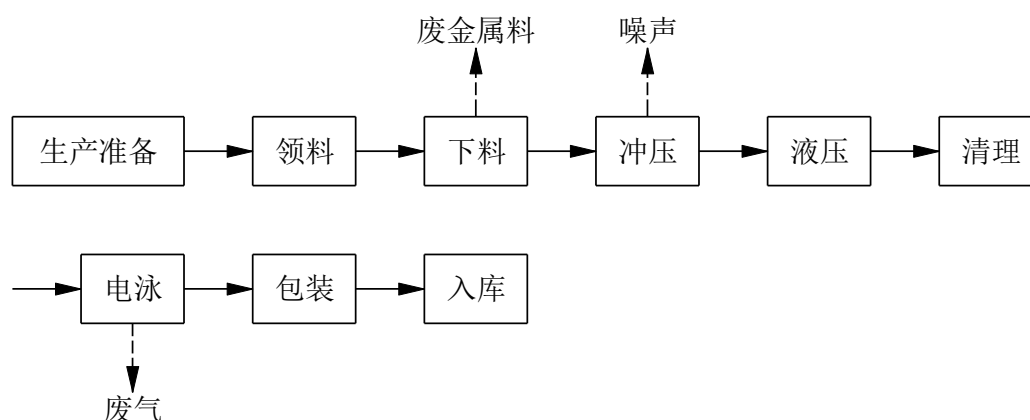 废金属料 噪声
生产准备 领料 下料 冲压 液压 清理
电泳 包装 入库
废气